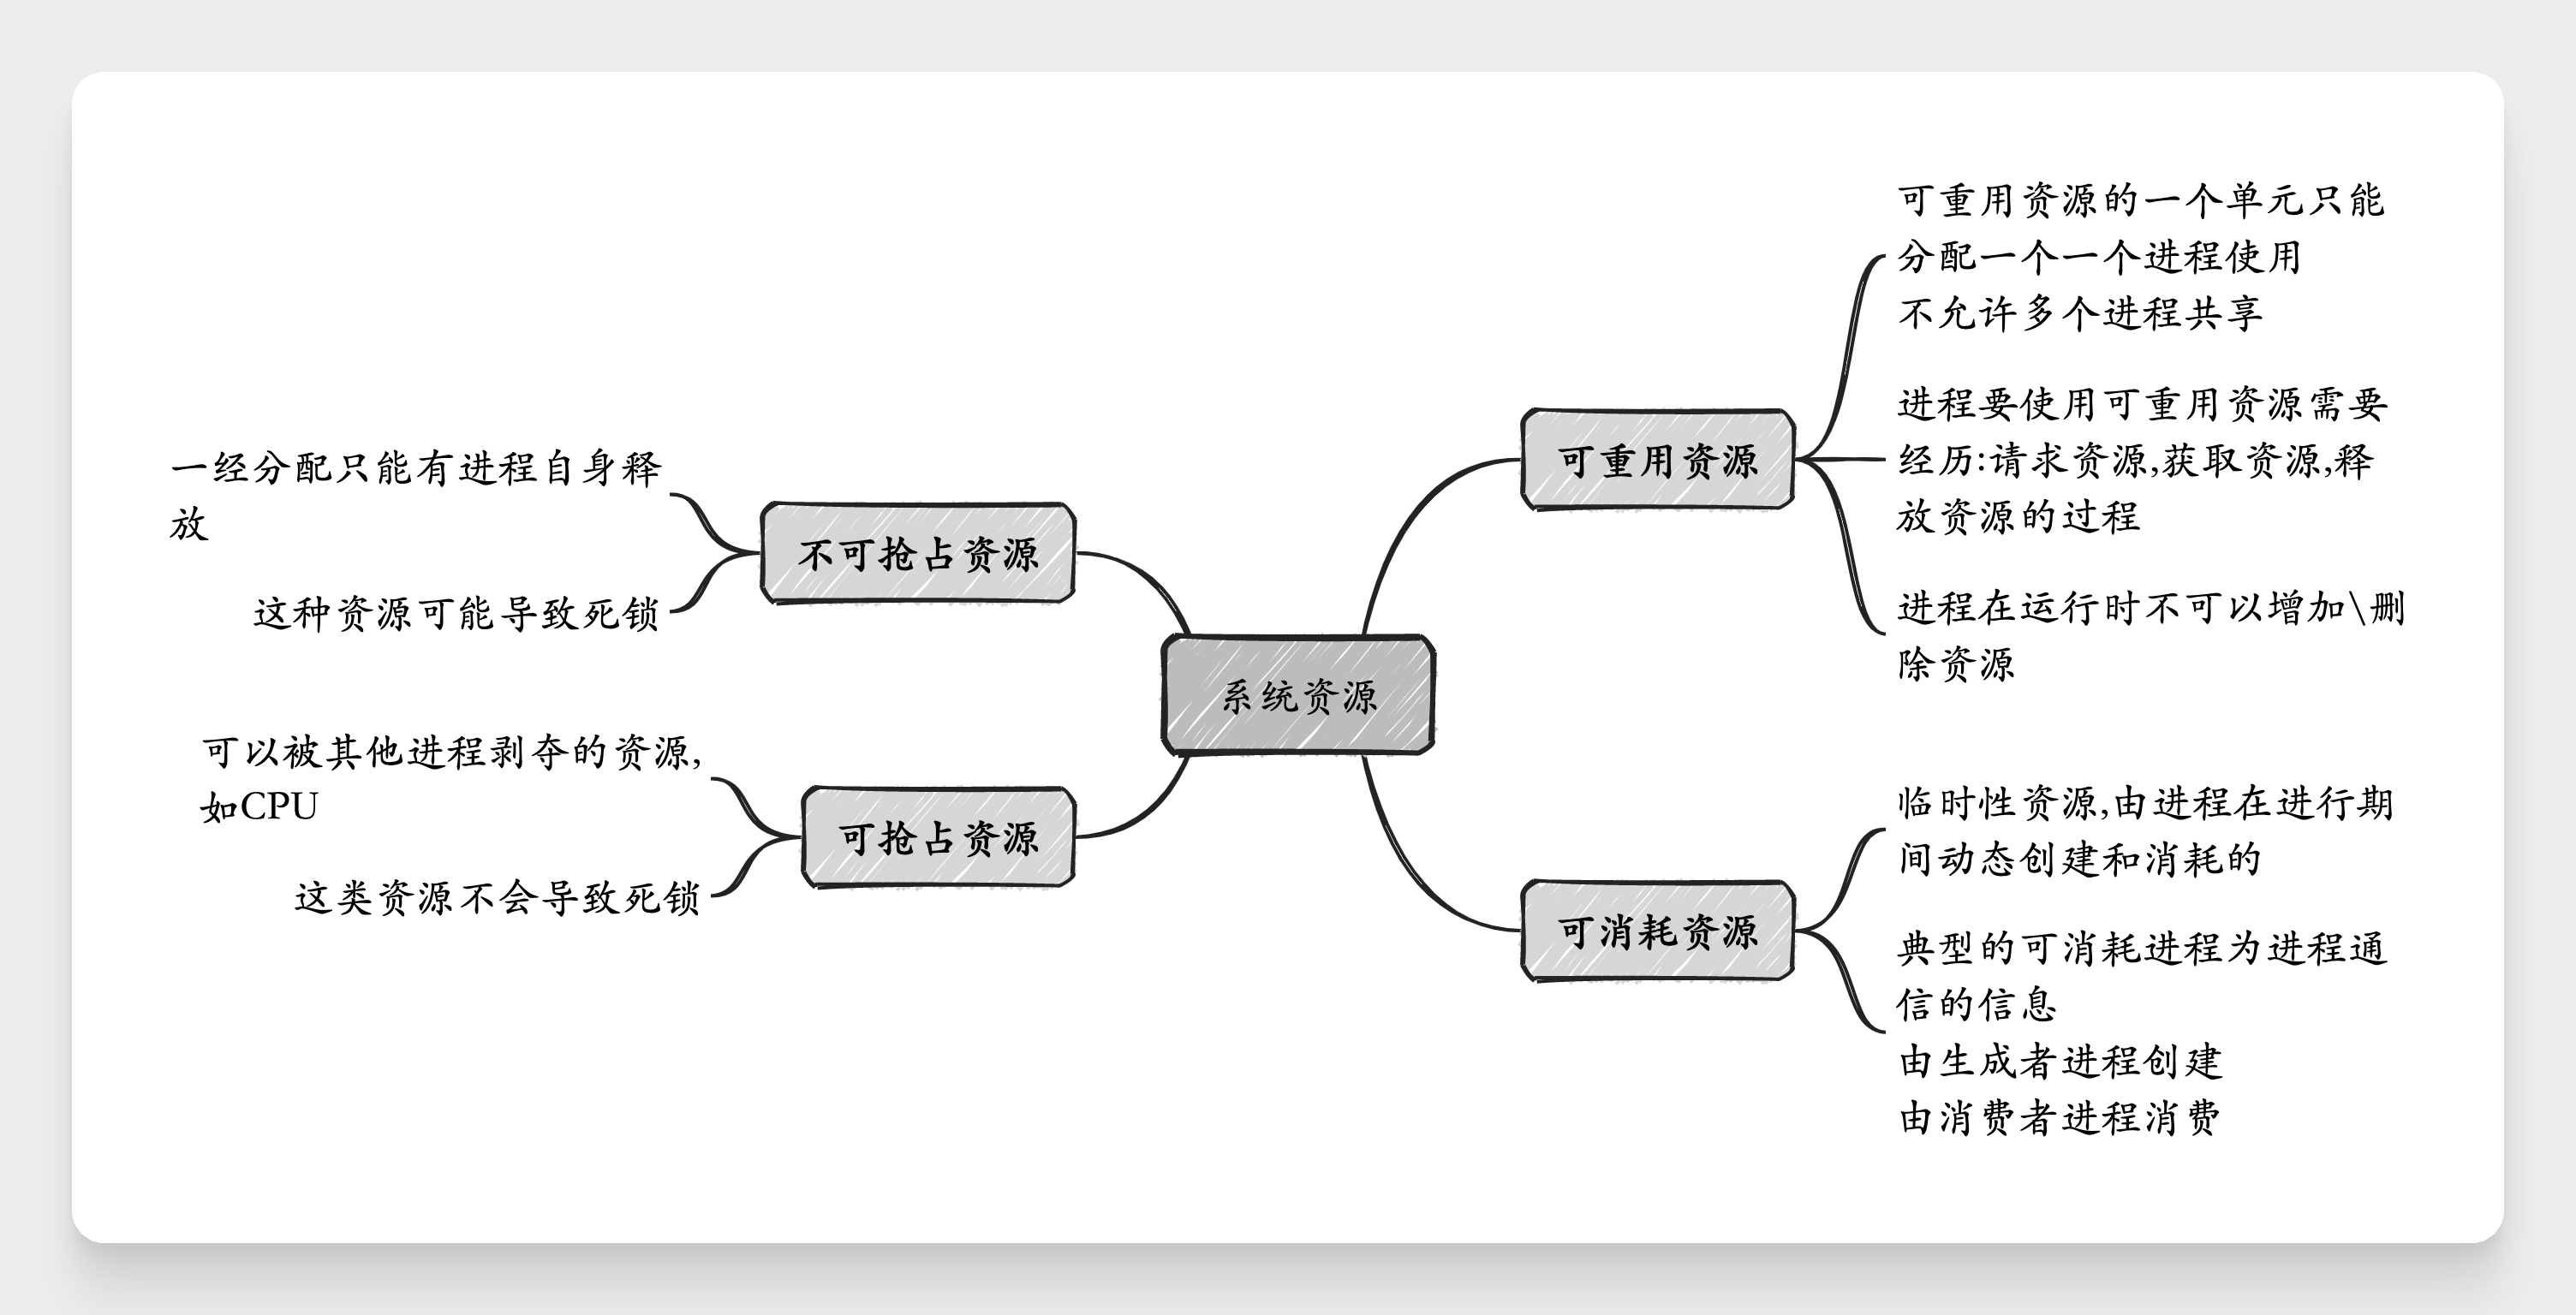 系统资源
可重用资源
可重用资源的一个单元只能
分配一个一个进程使用
不允许多个进程共享
进程要使用可重用资源需要
经历:请求资源,获取资源,释
放资源的过程
进程在运行时不可以增加\删
除资源
可消耗资源
临时性资源,由进程在进行期
间动态创建和消耗的
典型的可消耗进程为进程通
信的信息
由生成者进程创建
由消费者进程消费
不可抢占资源
一经分配只能有进程自身释
放
这种资源可能导致死锁
可抢占资源
可以被其他进程剥夺的资源,
如CPU
这类资源不会导致死锁